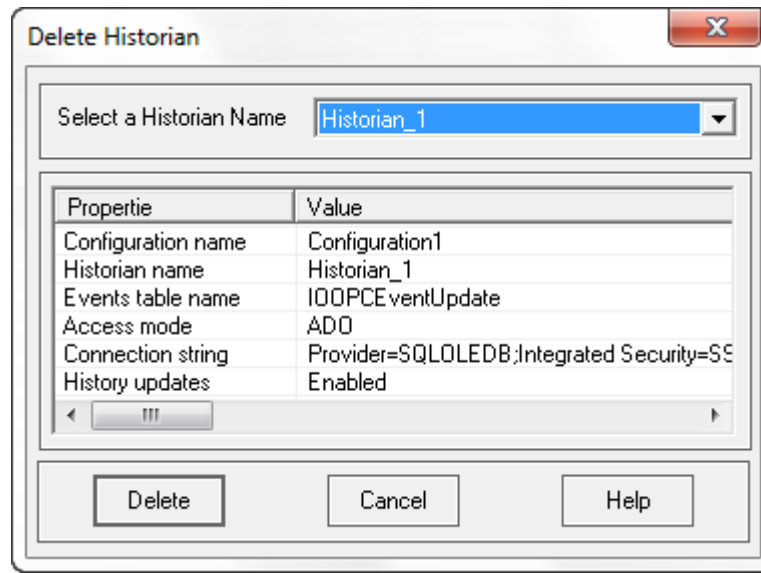 Delete Historian
Select a Historian Name Historian_1
Propertie Value
Configuration name Configuration1
Historian name Historian_1
Events table name IOOPCEventUpdate
Access mode ADO
Connection string Provider=SQLOLEDB;Integrated Security=SS
History updates Enabled
Delete Cancel Help